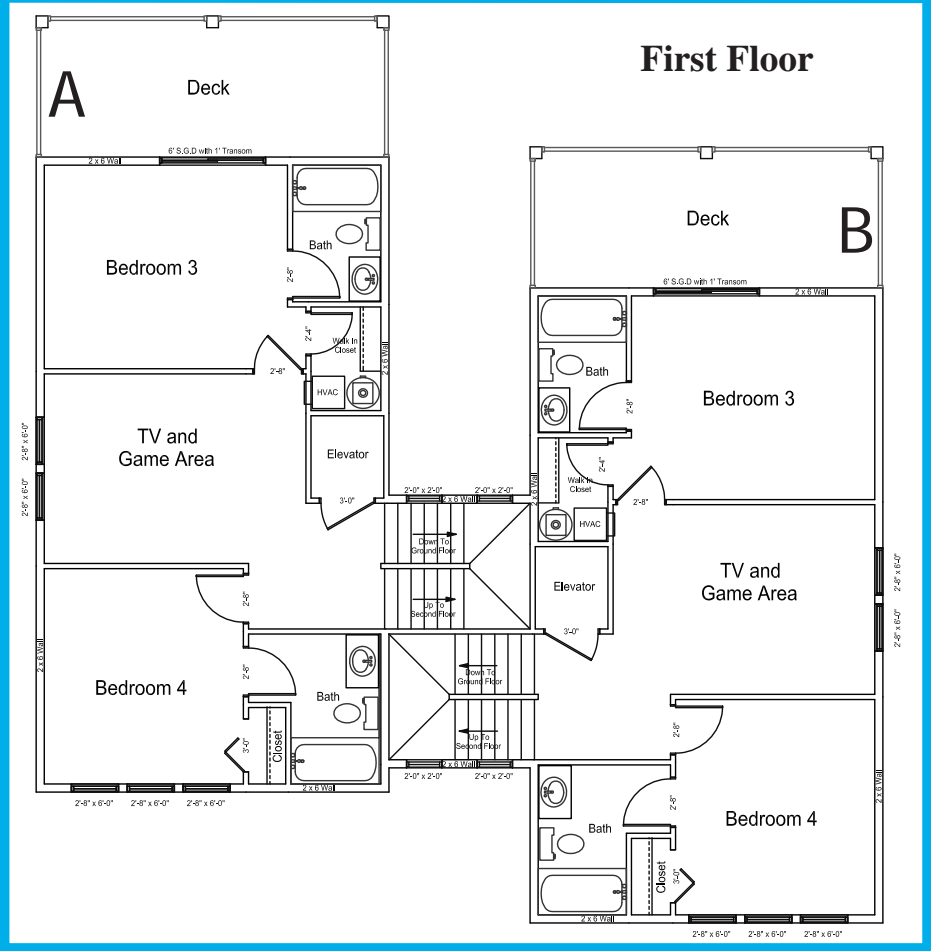 First Floor
A
Deck
6' S.G.D with 1' Transom
2 x 6 Wal
Bath
Bedroom 3
2'-8"
2'-4"
Walk In
Closet
2 x 6 Wall
2'-8"
HVAC
TV and
Game Area
Elevator
3'-0"
2'-8" x 6'-0"
2'-8" x 6'-0"
2'-0" x 2'-0"
2 x 6 Wall
2'-0" x 2'-0"
Down To
Ground Floor
Up To
Second Floor
2'-8"
2 x 6 Wall
2'-8"
Bedroom 4
Bath
3'-0"
Closet
2'-8" x 6'-0"
2'-8" x 6'-0"
2'-8" x 6'-0"
2 x 6 Wall
B
Deck
6' S.G.D with 1' Transom
2 x 6 Wall
Bath
Bedroom 3
2'-8"
2'-4"
Walk In
Closet
2 x 6 Wall
2'-8"
HVAC
TV and
Game Area
Elevator
3'-0"
2'-8" x 6'-0"
2'-8" x 6'-0"
Down To
Ground Floor
Up To
Second Floor
2'-0" x 2'-0"
2 x 6 Wall
2'-0" x 2'-0"
2'-8"
2'-8"
2 x 6 Wall
Bedroom 4
Bath
3'-0"
Closet
2 x 6 Wall
2'-8" x 6'-0"
2'-8" x 6'-0"
2'-8" x 6'-0"